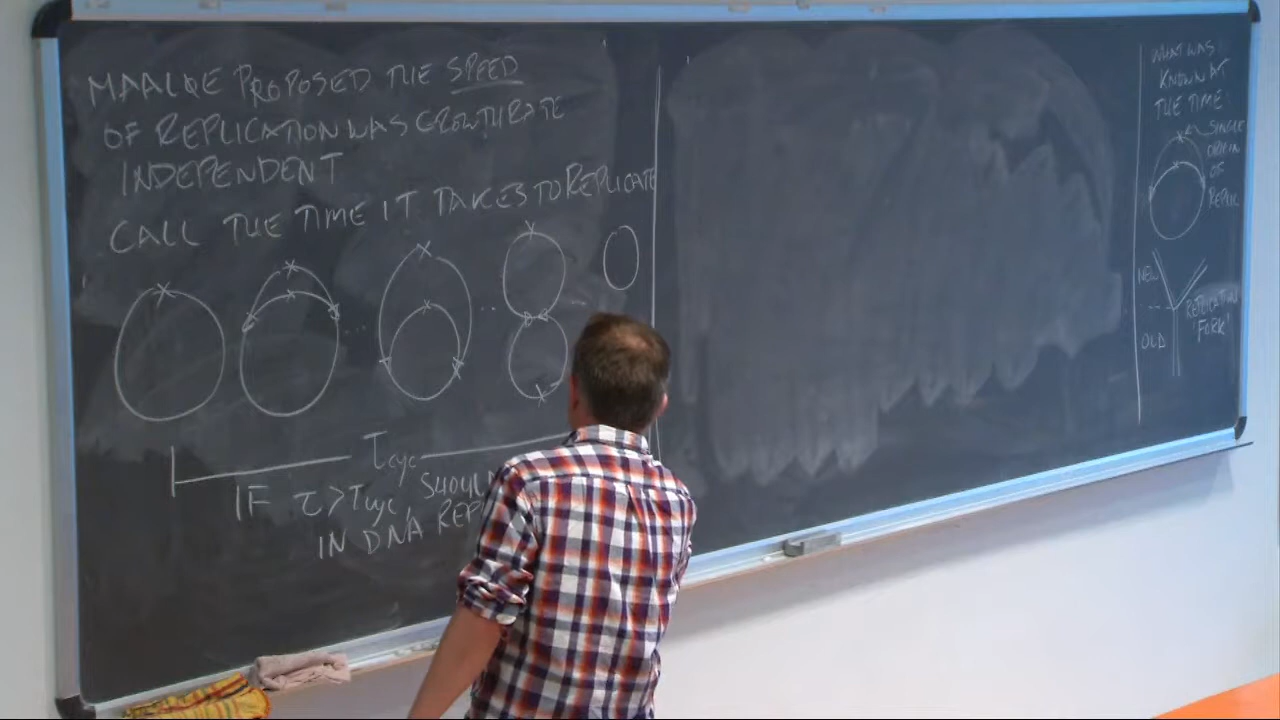 MAALOE PROPOSED THE SPEED
OF REPLICATION WAS GROWTH RATE
INDEPENDENT
CALL THE TIME IT TAKES TO REPLICATE
Tcyc
IF τ > Tcyc, SHOUL
IN DNA REP
WHAT WAS
KNOWN AT
THE TIME:
SINGLE
ORIGIN
OF
REPLIC
NEW
OLD
REPLICATION
"FORK"